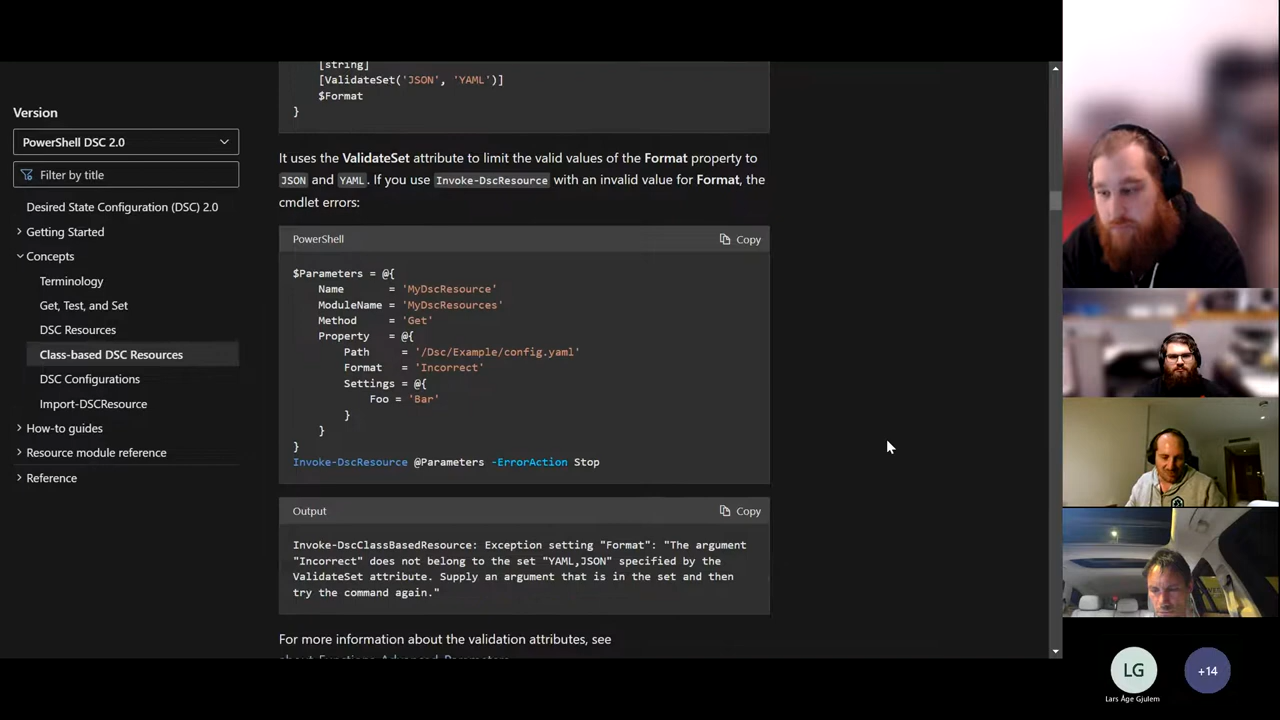 [string]
[ValidateSet('JSON', 'YAML')]
$Format
}
Version
PowerShell DSC 2.0
Filter by title
Desired State Configuration (DSC) 2.0
Getting Started
Concepts
Terminology
Get, Test, and Set
DSC Resources
Class-based DSC Resources
DSC Configurations
Import-DSCResource
How-to guides
Resource module reference
Reference
It uses the ValidateSet attribute to limit the valid values of the Format property to
JSON and YAML. If you use Invoke-DscResource with an invalid value for Format, the
cmdlet errors:
PowerShell
Copy
$Parameters = @{
Name = 'MyDscResource'
ModuleName = 'MyDscResources'
Method = 'Get'
Property = @{
Path = '/Dsc/Example/config.yaml'
Format = 'Incorrect'
Settings = @{
Foo = 'Bar'
}
}
}
Invoke-DscResource @Parameters -ErrorAction Stop
Output
Copy
Invoke-DscClassBasedResource: Exception setting "Format": "The argument
"Incorrect" does not belong to the set "YAML,JSON" specified by the
ValidateSet attribute. Supply an argument that is in the set and then
try the command again."
For more information about the validation attributes, see
about_Functions_Advanced_Parameters
LG
Lars Åge Gjulem
+14